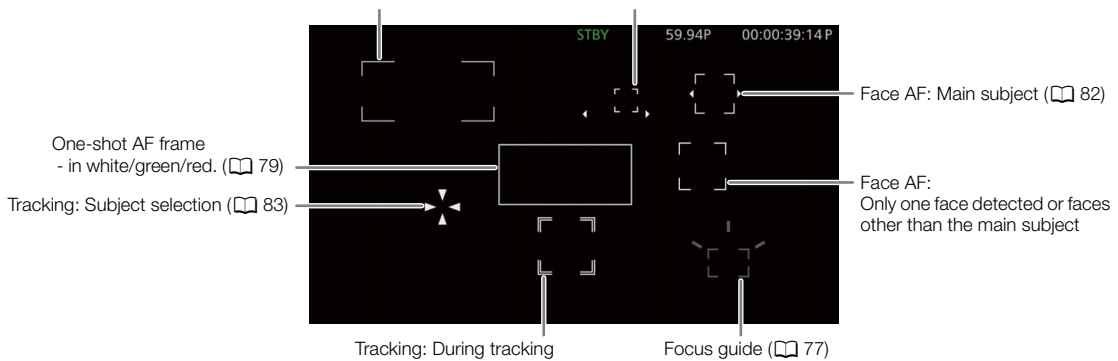 STBY 59.94P 00:00:39:14P
Face AF: Main subject (82)
One-shot AF frame
- in white/green/red. (79)
Tracking: Subject selection (83)
Face AF:
Only one face detected or faces
other than the main subject
Tracking: During tracking
Focus guide (77)